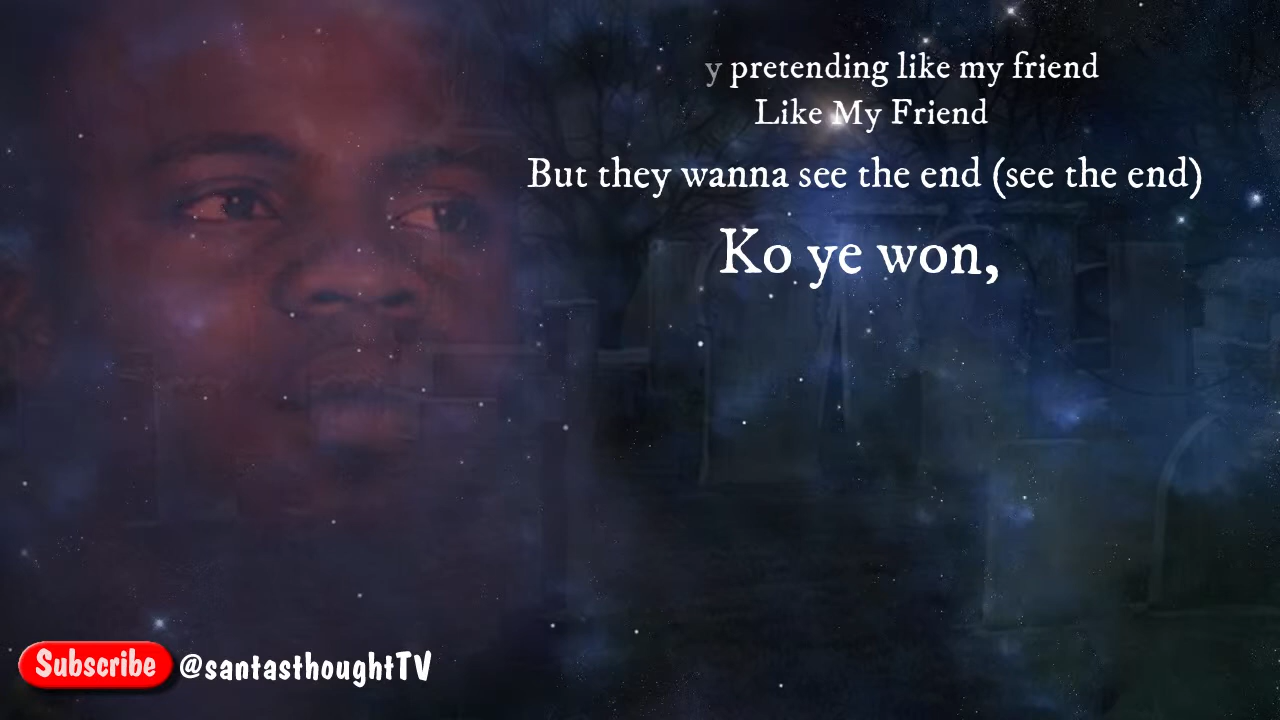 y pretending like my friend
Like My Friend
But they wanna see the end (see the end)
Ko ye won,
Subscribe @santasthoughtTV